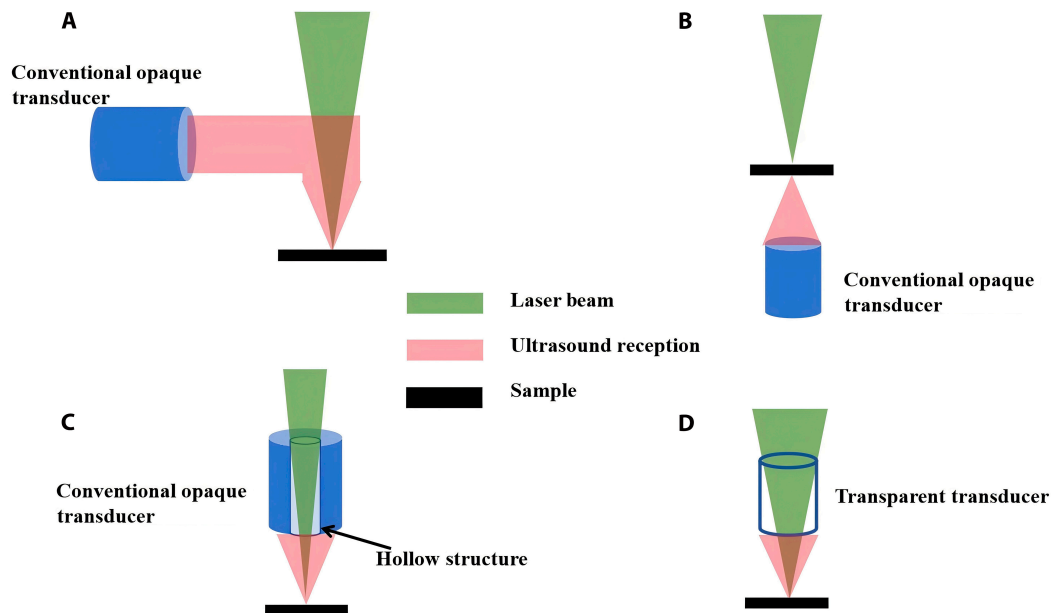 A
B
Conventional opaque
transducer
Conventional opaque
transducer
Laser beam
Ultrasound reception
Sample
C
D
Conventional opaque
transducer
Hollow structure
Transparent transducer